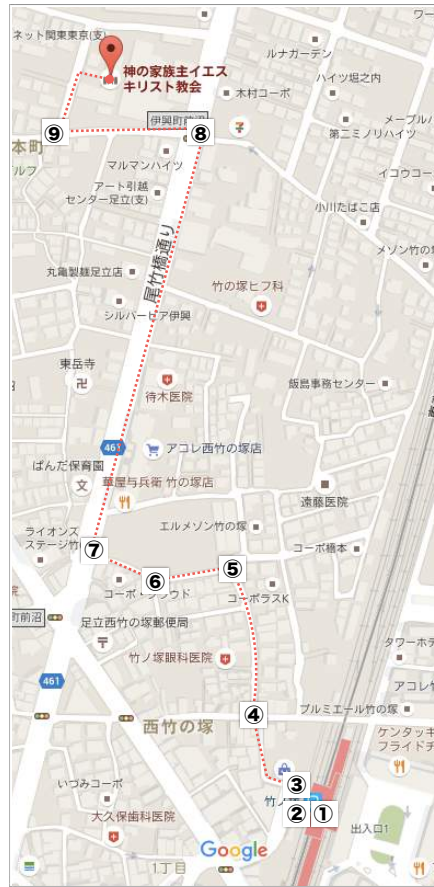 ネット関東東京(支)
ワー
ルナガーデン
神の家族主イエス
キリスト教会
ハイツ堀之内
木村コーポ
⑨
伊興町前沼
⑧
メープル
第二ミノリハイツ
本町
ルフ
マルマンハイツ
イコウコー
アート引越
センター足立(支)
小川たばこ店
尾竹橋通り
メゾン竹の塚
丸亀製麺足立店
竹の塚ヒフ科
シルバーピア伊興
東岳寺
待木医院
飯島事務センター
461
アコレ西竹の塚店
ぱんだ保育園
文
華屋与兵衛 竹の塚店
遠藤医院
ライオンズ
ステージ竹
エルメゾン竹の塚
⑦
コーポ橋本
⑤
⑥
コーポラスK
町前沼
足立西竹の塚郵便局
タワーホテ
竹ノ塚眼科医院
461
アコレ竹
④
プルミエール竹の塚
西竹の塚
ケンタッキ
フライドチ
③
いづみコーポ
竹ノ
② ①
大久保歯科医院
出入口1
Google
1丁目